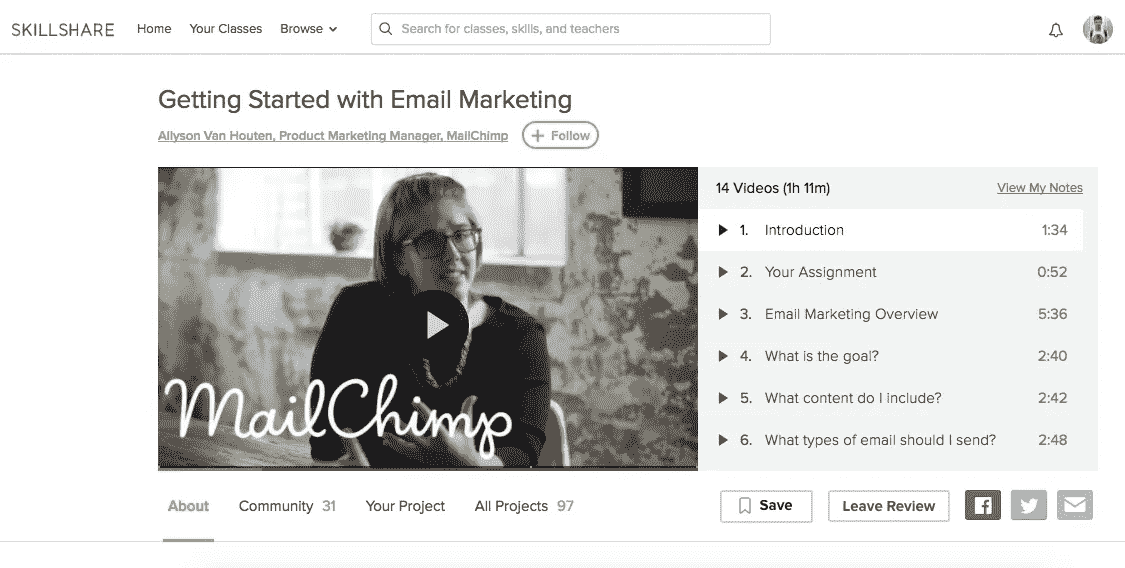 SKILLSHARE Home Your Classes Browse Search for classes, skills, and teachers
Getting Started with Email Marketing
Allyson Van Houten, Product Marketing Manager, MailChimp + Follow
MailChimp
14 Videos (1h 11m) View My Notes
1. Introduction 1:34
2. Your Assignment 0:52
3. Email Marketing Overview 5:36
4. What is the goal? 2:40
5. What content do I include? 2:42
6. What types of email should I send? 2:48
About Community 31 Your Project All Projects 97 Save Leave Review